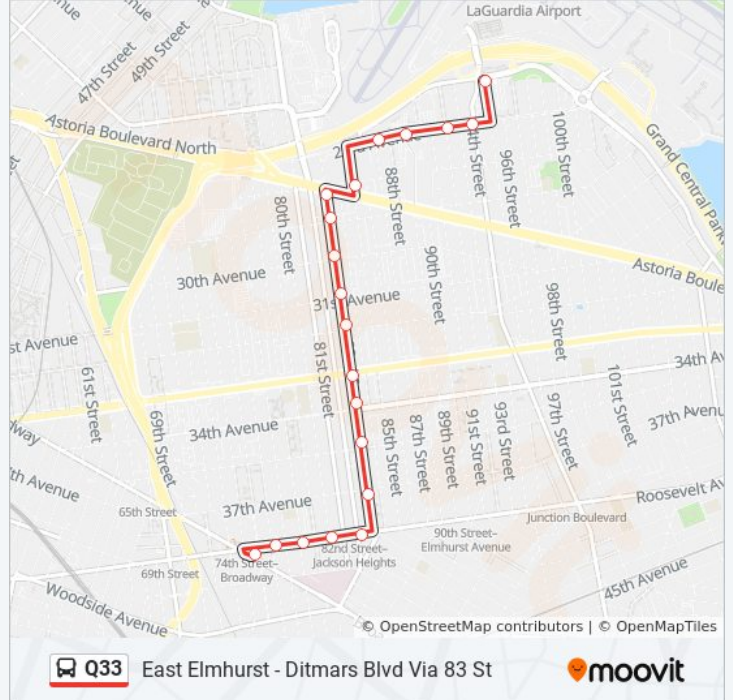 LaGuardia Airport
47th Street
49th Street
Astoria Boulevard North
100th Street
Grand Central Park
96th Street
88th Street
80th Street
90th Street
30th Avenue
31st Avenue
Astoria Boule
98th Street
st Avenue
81st Street
34th Av
61st Street
69th Street
34th Avenue
85th Street
87th Street
89th Street
91st Street
93rd Street
97th Street
101st Street
37th Avenu
way
7th Avenue
65th Street
37th Avenue
Roosevelt Av
Junction Boulevard
90th Street–
Elmhurst Avenue
82nd Street–
Jackson Heights
74th Street–
Broadway
69th Street
45th Avenue
Woodside Avenue
© OpenStreetMap contributors | © OpenMapTiles
Q33 East Elmhurst - Ditmars Blvd Via 83 St
moovit